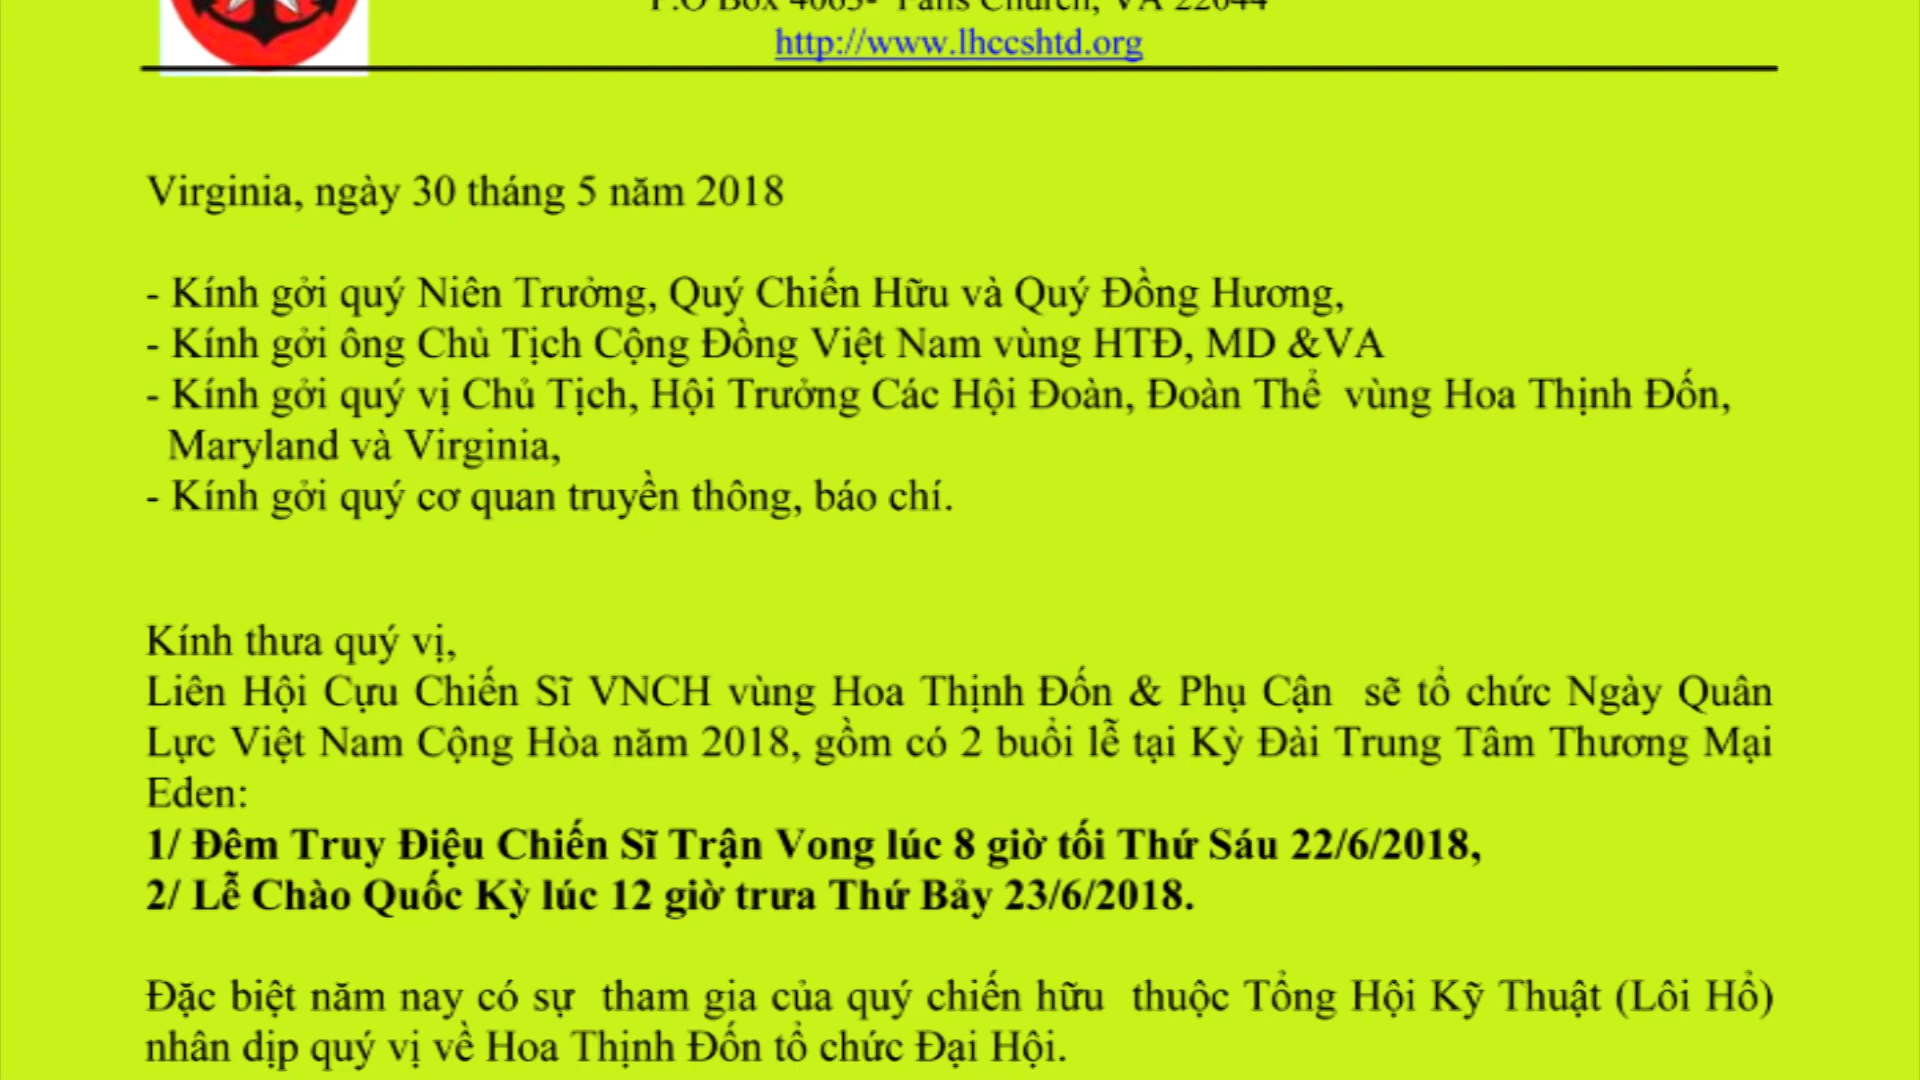 P.O Box 4063- Falls Church, VA 22044
http://www.lhccshtd.org
Virginia, ngày 30 tháng 5 năm 2018
- Kính gởi quý Niên Trưởng, Quý Chiến Hữu và Quý Đồng Hương,
- Kính gởi ông Chủ Tịch Cộng Đồng Việt Nam vùng HTĐ, MD &VA
- Kính gởi quý vị Chủ Tịch, Hội Trưởng Các Hội Đoàn, Đoàn Thể vùng Hoa Thịnh Đốn,
Maryland và Virginia,
- Kính gởi quý cơ quan truyền thông, báo chí.
Kính thưa quý vị,
Liên Hội Cựu Chiến Sĩ VNCH vùng Hoa Thịnh Đốn & Phụ Cận sẽ tổ chức Ngày Quân
Lực Việt Nam Cộng Hòa năm 2018, gồm có 2 buổi lễ tại Kỳ Đài Trung Tâm Thương Mại
Eden:
1/ Đêm Truy Điệu Chiến Sĩ Trận Vong lúc 8 giờ tối Thứ Sáu 22/6/2018,
2/ Lễ Chào Quốc Kỳ lúc 12 giờ trưa Thứ Bảy 23/6/2018.
Đặc biệt năm nay có sự tham gia của quý chiến hữu thuộc Tổng Hội Kỹ Thuật (Lôi Hổ)
nhân dịp quý vị về Hoa Thịnh Đốn tổ chức Đại Hội.